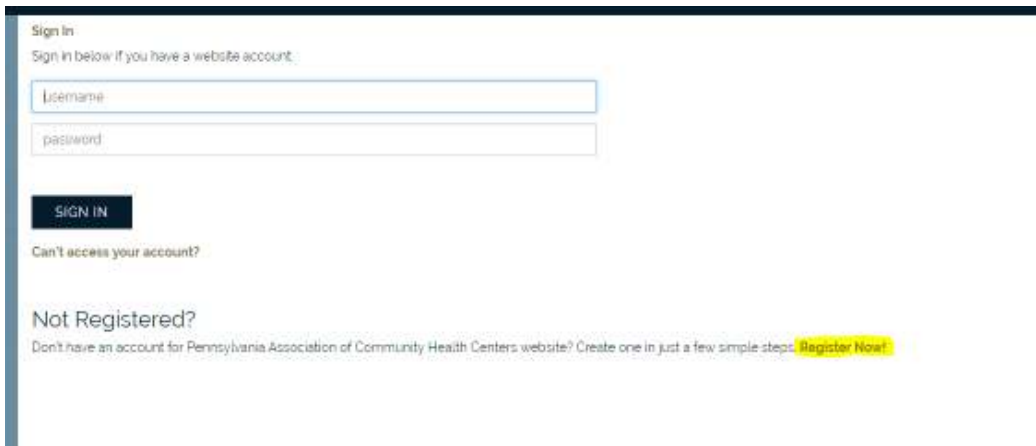 Sign In
Sign in below if you have a website account.
username
password
SIGN IN
Can't access your account?
Not Registered?
Don't have an account for Pennsylvania Association of Community Health Centers website? Create one in just a few simple steps. Register Now!